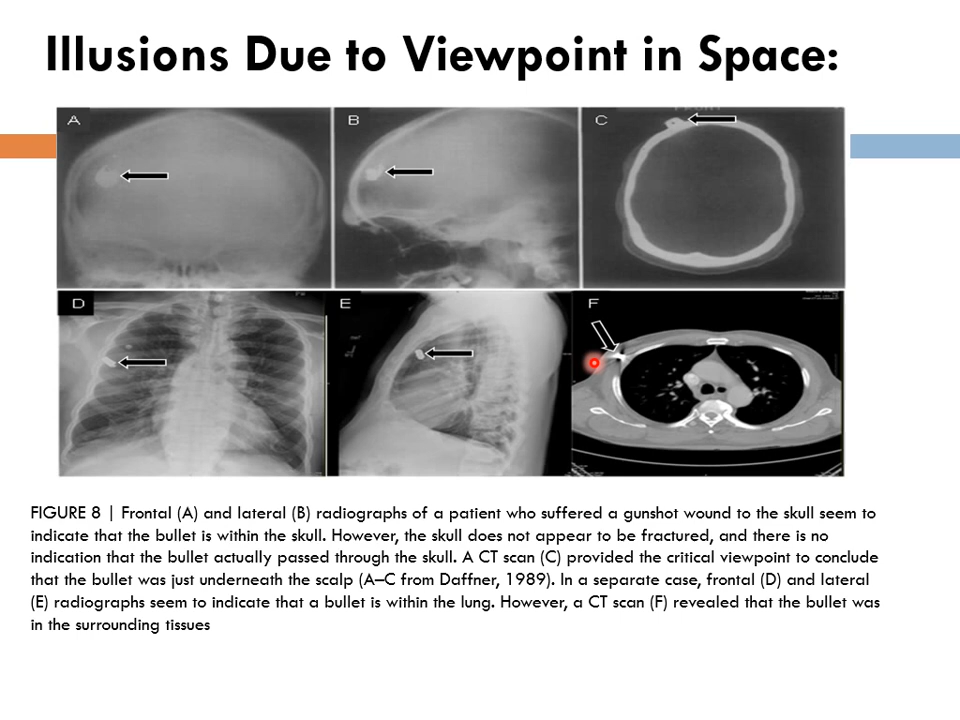 Illusions Due to Viewpoint in Space:
A
B
C
D
E
F
FIGURE 8 | Frontal (A) and lateral (B) radiographs of a patient who suffered a gunshot wound to the skull seem to
indicate that the bullet is within the skull. However, the skull does not appear to be fractured, and there is no
indication that the bullet actually passed through the skull. A CT scan (C) provided the critical viewpoint to conclude
that the bullet was just underneath the scalp (A–C from Daffner, 1989). In a separate case, frontal (D) and lateral
(E) radiographs seem to indicate that a bullet is within the lung. However, a CT scan (F) revealed that the bullet was
in the surrounding tissues